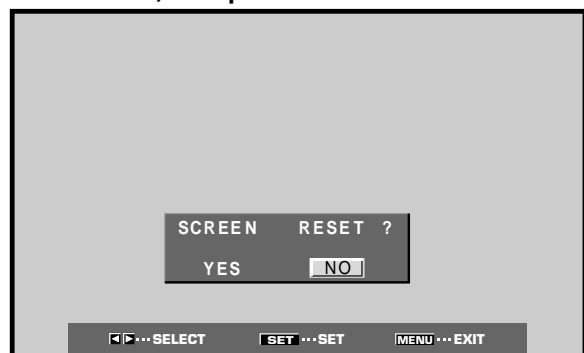 SCREEN RESET ?
YES NO
◀ ▶ ··· SELECT SET ··· SET MENU ··· EXIT